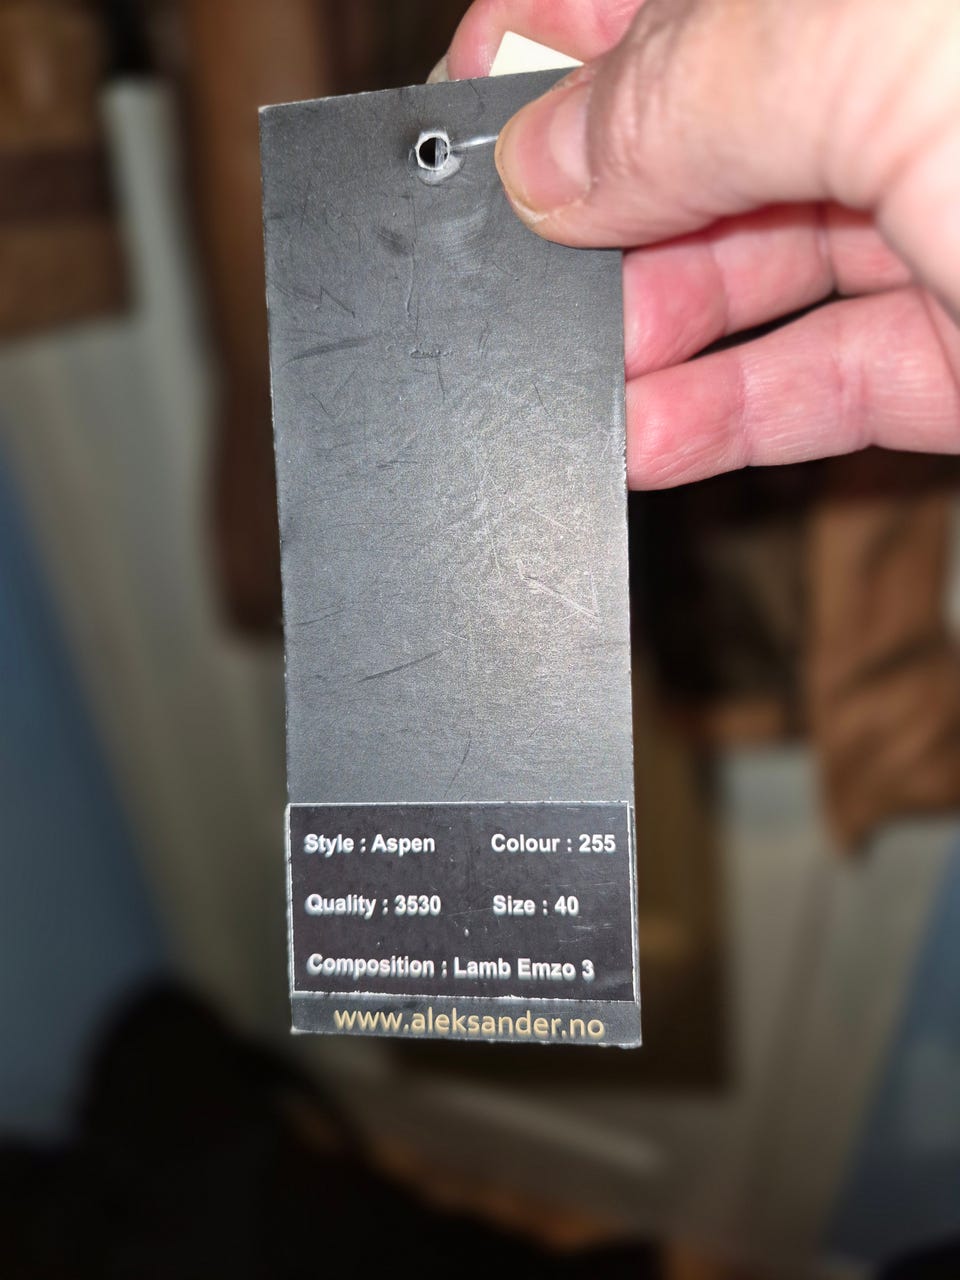 Style : Aspen Colour : 255
Quality : 3530 Size : 40
Composition : Lamb Emzo 3
www.aleksander.no